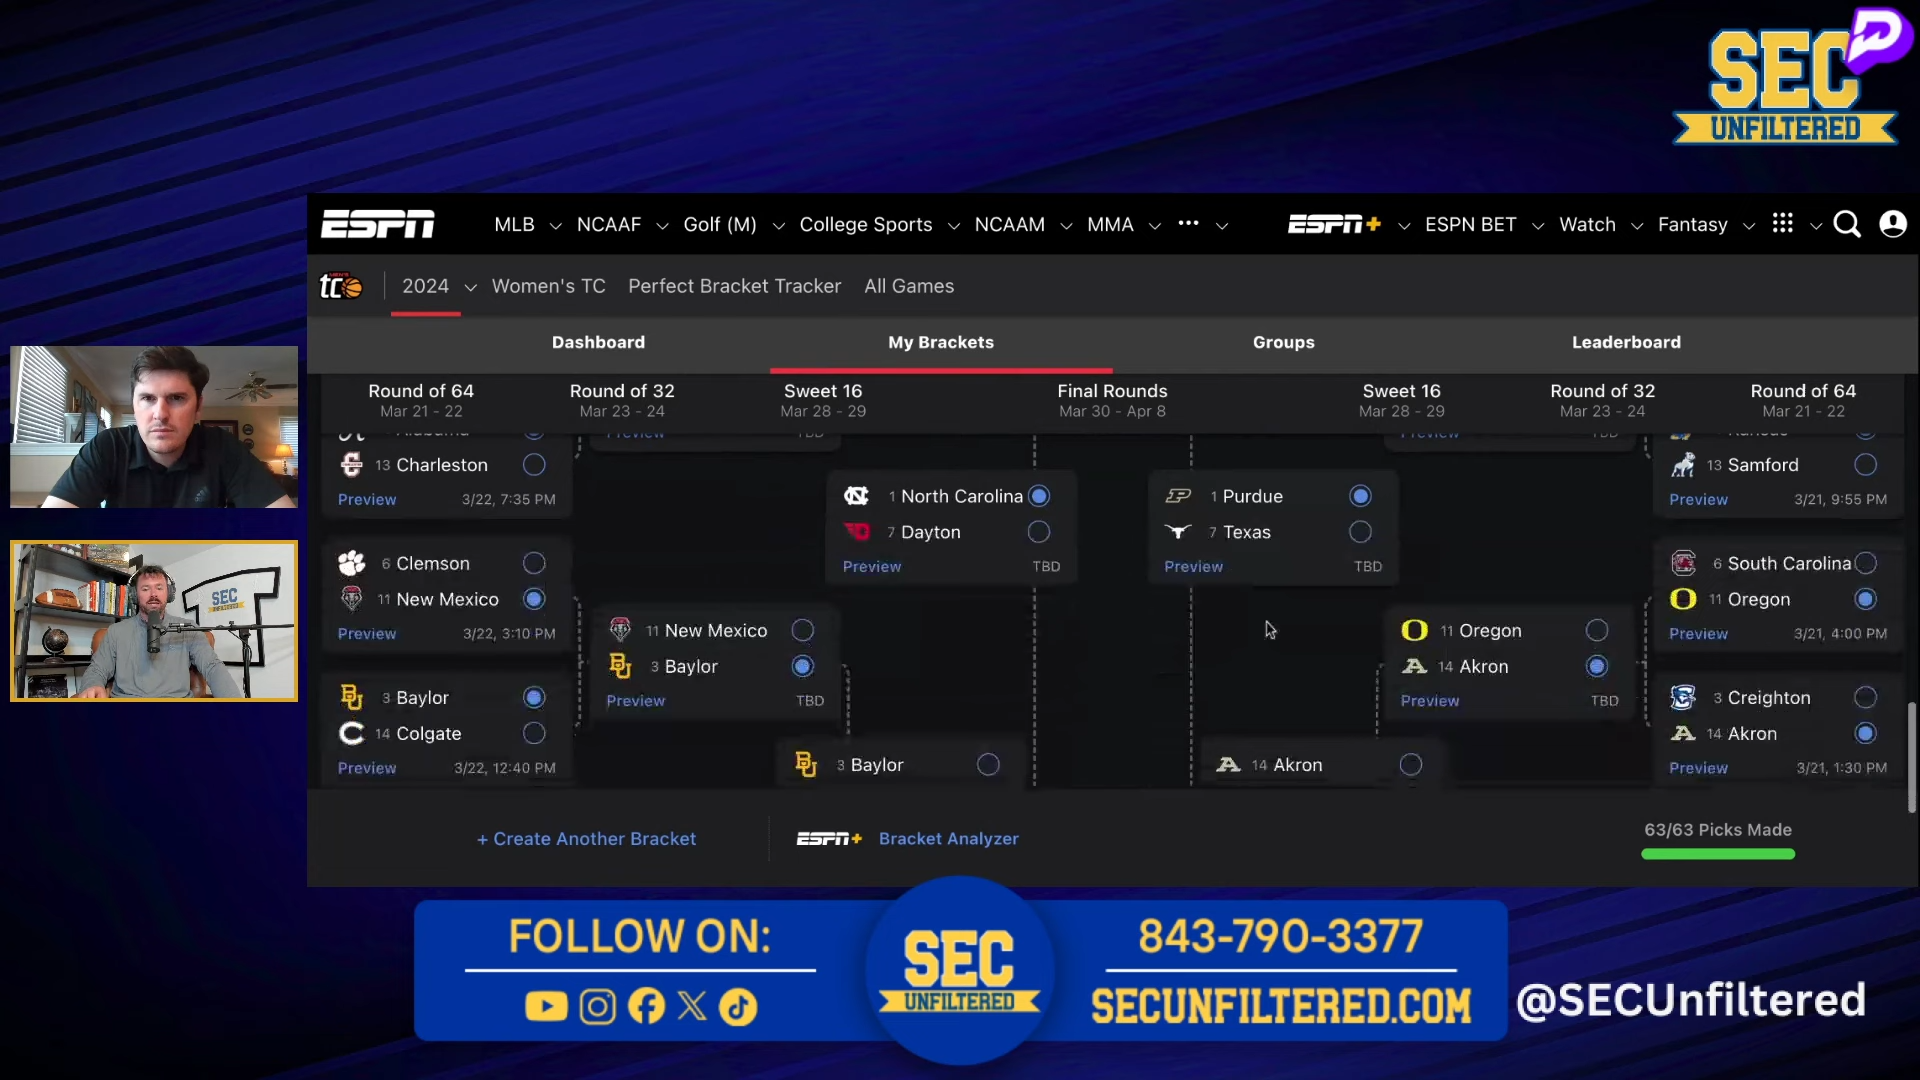 SEC
UNFILTERED
ESPN MLB NCAAF Golf (M) College Sports NCAAM MMA ••• ESPN+ ESPN BET Watch Fantasy
tc 2024 Women's TC Perfect Bracket Tracker All Games
Dashboard My Brackets Groups Leaderboard
Round of 64 Round of 32 Sweet 16 Final Rounds Sweet 16 Round of 32 Round of 64
Mar 21 - 22 Mar 23 - 24 Mar 28 - 29 Mar 30 - Apr 8 Mar 28 - 29 Mar 23 - 24 Mar 21 - 22
13 Charleston
Preview 3/22, 7:35 PM
6 Clemson
11 New Mexico
Preview 3/22, 3:10 PM
3 Baylor
14 Colgate
Preview 3/22, 12:40 PM
11 New Mexico
3 Baylor
Preview TBD
1 North Carolina
7 Dayton
Preview TBD
3 Baylor
1 Purdue
7 Texas
Preview TBD
14 Akron
11 Oregon
14 Akron
Preview TBD
13 Samford
Preview 3/21, 9:55 PM
6 South Carolina
11 Oregon
Preview 3/21, 4:00 PM
3 Creighton
14 Akron
Preview 3/21, 1:30 PM
+ Create Another Bracket ESPN+ Bracket Analyzer 63/63 Picks Made
SEC
UNFILTERED
FOLLOW ON:
SEC
UNFILTERED
843-790-3377
SECUNFILTERED.COM
@SECUnfiltered